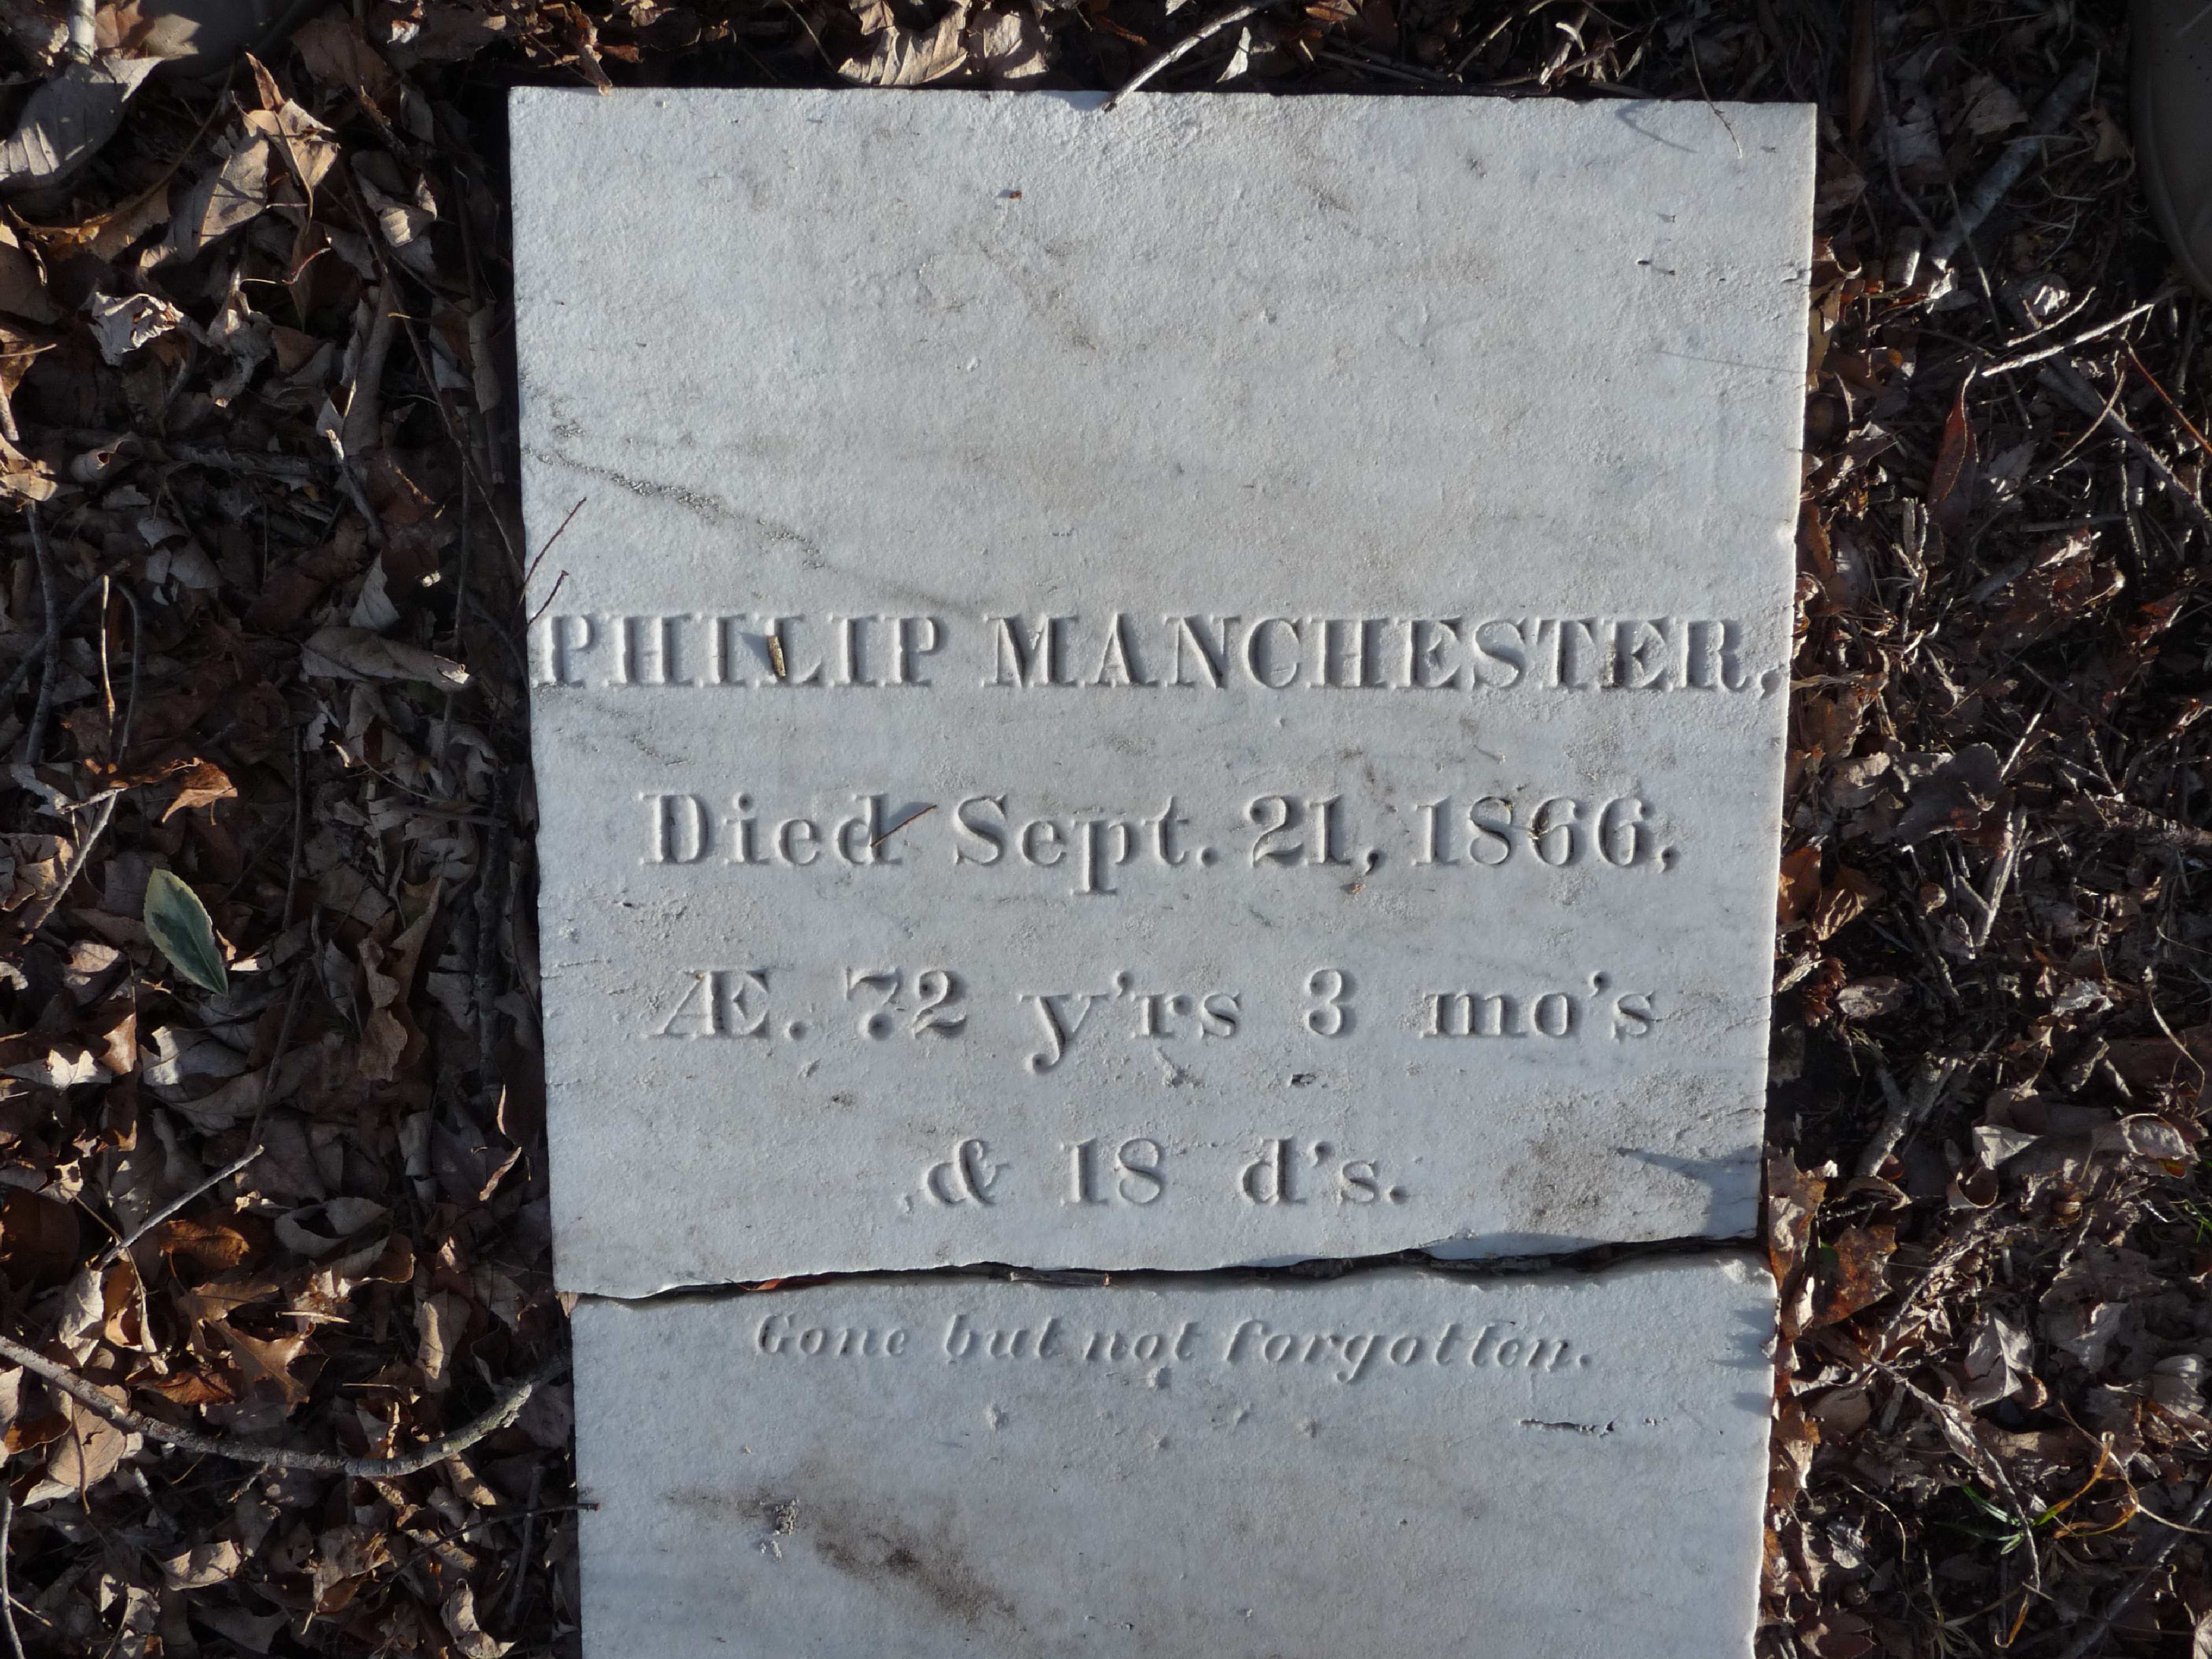 PHILIP MANCHESTER,
Died Sept. 21, 1866,
Æ. 72 y'rs 3 mo's
& 18 d's.
Gone but not forgotten.